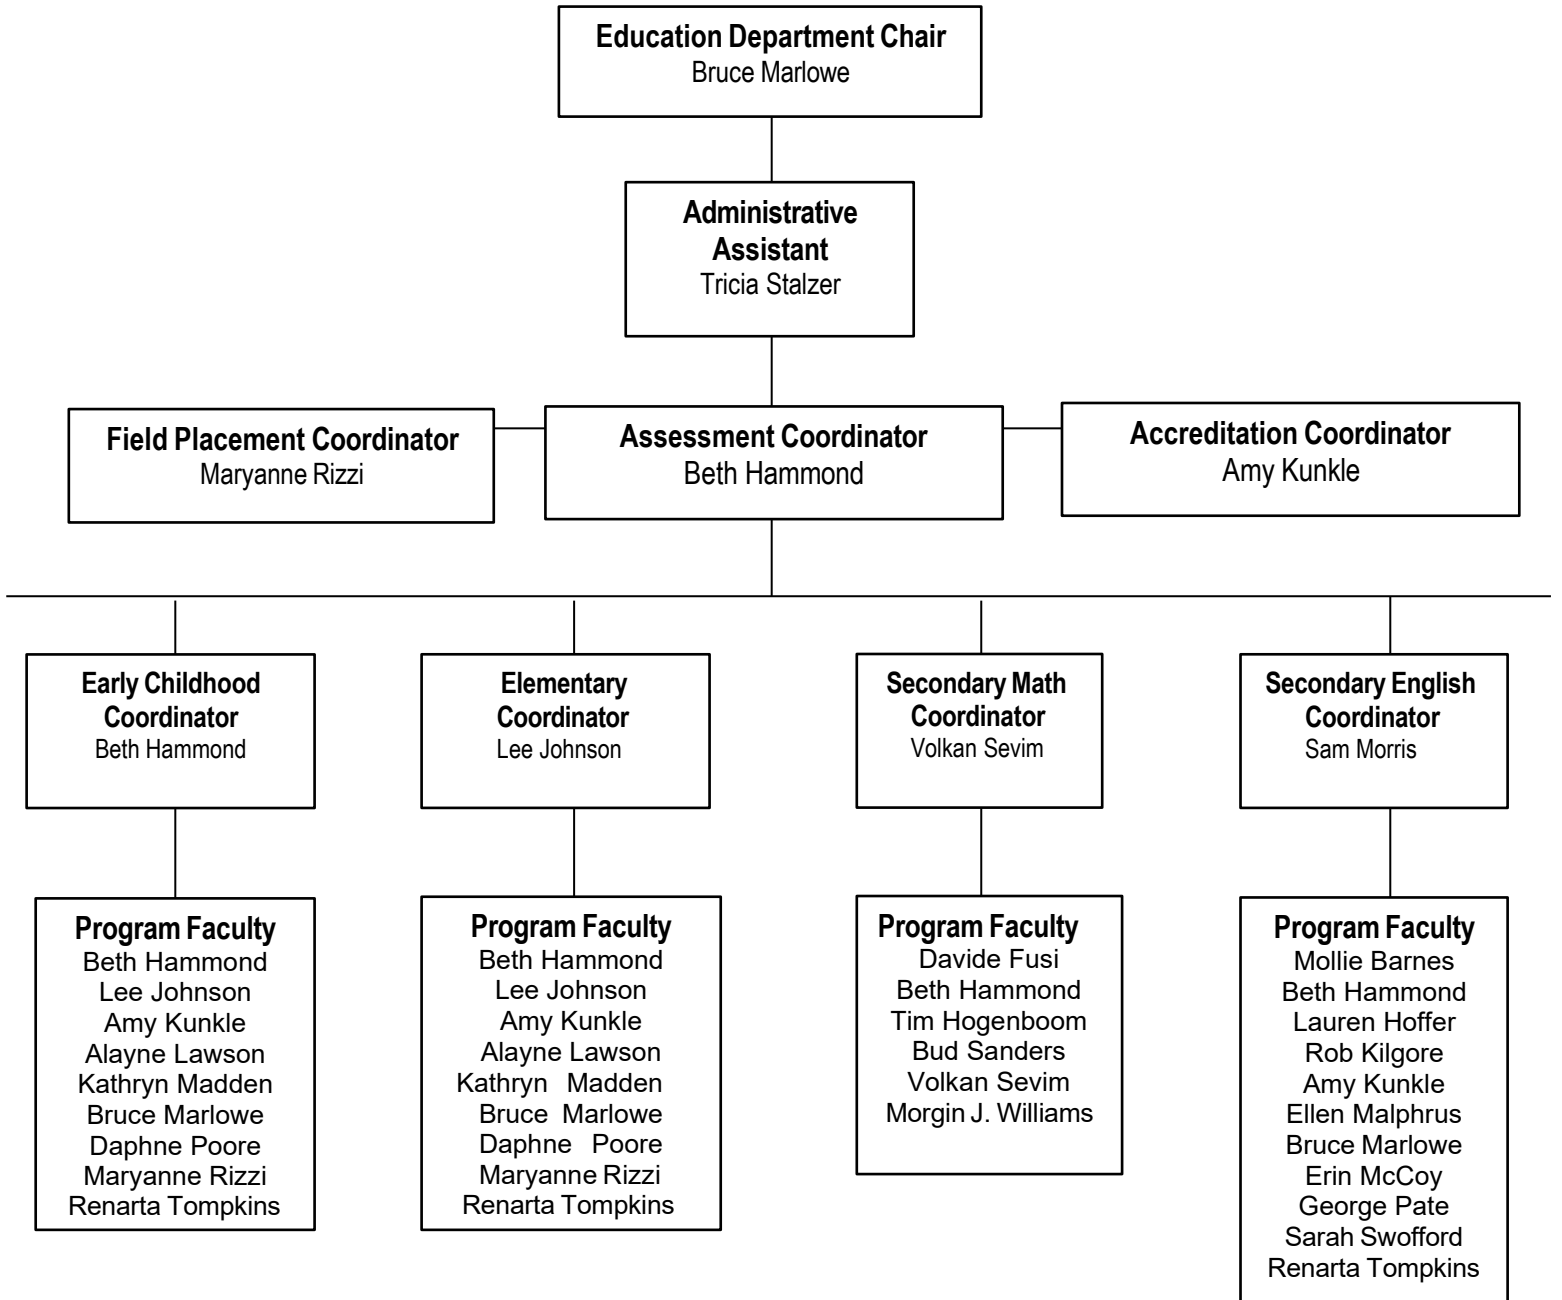 Education Department Chair
Bruce Marlowe
Administrative
Assistant
Tricia Stalzer
Field Placement Coordinator
Maryanne Rizzi
Assessment Coordinator
Beth Hammond
Accreditation Coordinator
Amy Kunkle
Early Childhood
Coordinator
Beth Hammond
Elementary
Coordinator
Lee Johnson
Secondary Math
Coordinator
Volkan Sevim
Secondary English
Coordinator
Sam Morris
Program Faculty
Beth Hammond
Lee Johnson
Amy Kunkle
Alayne Lawson
Kathryn Madden
Bruce Marlowe
Daphne Poore
Maryanne Rizzi
Renarta Tompkins
Program Faculty
Beth Hammond
Lee Johnson
Amy Kunkle
Alayne Lawson
Kathryn Madden
Bruce Marlowe
Daphne Poore
Maryanne Rizzi
Renarta Tompkins
Program Faculty
Davide Fusi
Beth Hammond
Tim Hogenboom
Bud Sanders
Volkan Sevim
Morgin J. Williams
Program Faculty
Mollie Barnes
Beth Hammond
Lauren Hoffer
Rob Kilgore
Amy Kunkle
Ellen Malphrus
Bruce Marlowe
Erin McCoy
George Pate
Sarah Swofford
Renarta Tompkins